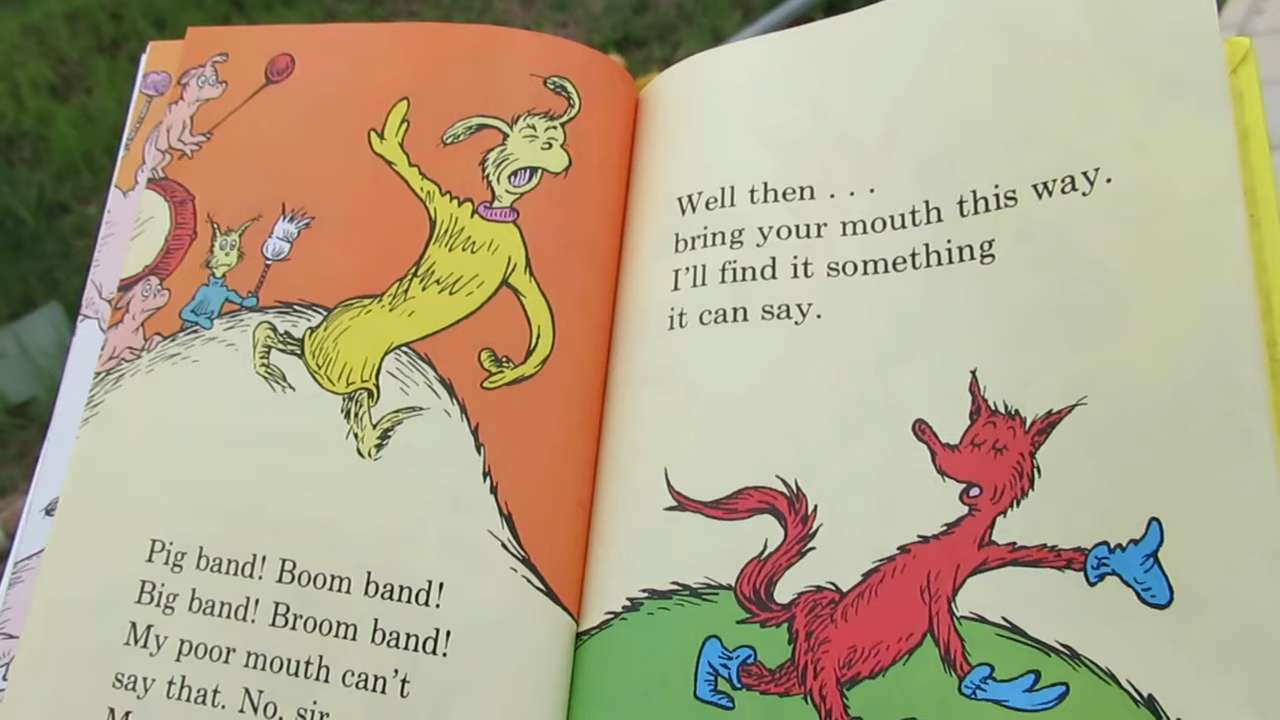 Pig band! Boom band!
Big band! Broom band!
My poor mouth can't
say that. No, sir.
Well then . . .
bring your mouth this way.
I'll find it something
it can say.